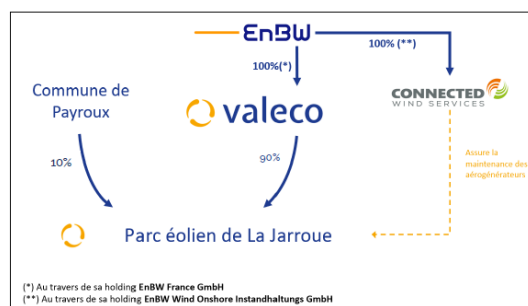 EnBW
100%(*)
100% (**)
Commune de
Payroux
valeco
CONNECTED
WIND SERVICES
10%
90%
Assure la
maintenance des
aérogénérateurs
Parc éolien de La Jarroue
(*) Au travers de sa holding EnBW France GmbH
(**) Au travers de sa holding EnBW Wind Onshore Instandhaltungs GmbH